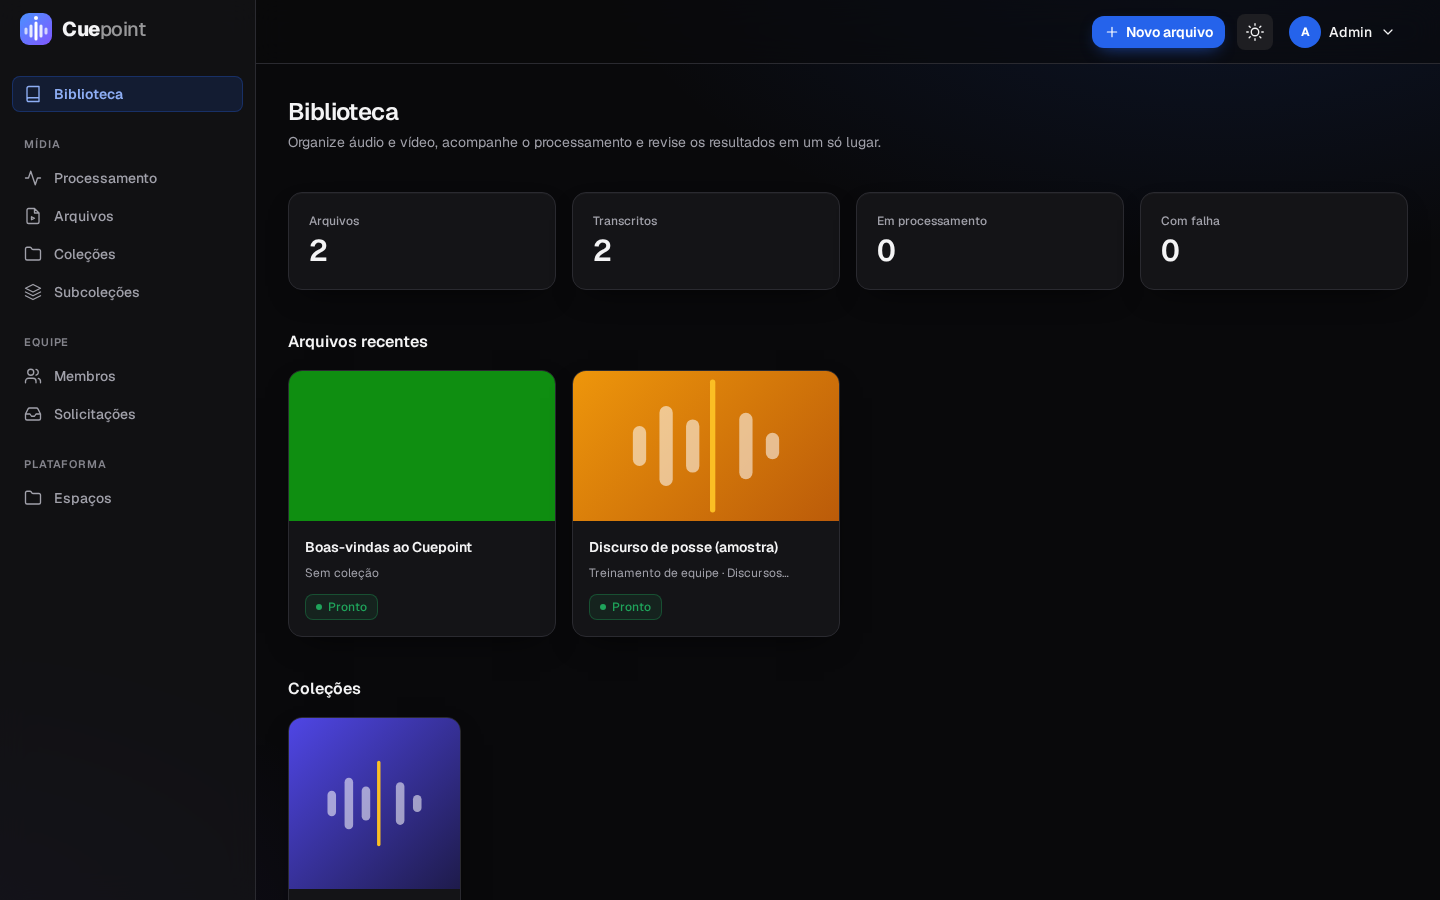 Cuepoint
Novo arquivo
A
Admin
Biblioteca
MÍDIA
Processamento
Arquivos
Coleções
Subcoleções
EQUIPE
Membros
Solicitações
PLATAFORMA
Espaços
Biblioteca
Organize áudio e vídeo, acompanhe o processamento e revise os resultados em um só lugar.
Arquivos
2
Transcritos
2
Em processamento
0
Com falha
0
Arquivos recentes
Boas-vindas ao Cuepoint
Sem coleção
Pronto
Discurso de posse (amostra)
Treinamento de equipe · Discursos…
Pronto
Coleções